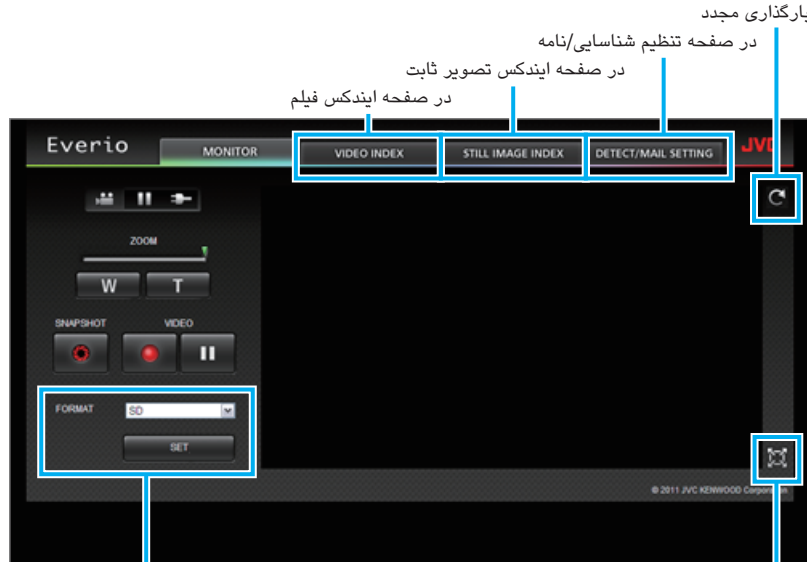 بارگذاری مجدد
در صفحه تنظیم شناسایی/نامه
در صفحه ایندکس تصویر ثابت
در صفحه ایندکس فیلم
Everio
MONITOR
VIDEO INDEX
STILL IMAGE INDEX
DETECT/MAIL SETTING
JVC
ZOOM
W
T
SNAPSHOT
VIDEO
FORMAT
SD
SET
© 2011 JVC KENWOOD Corporation